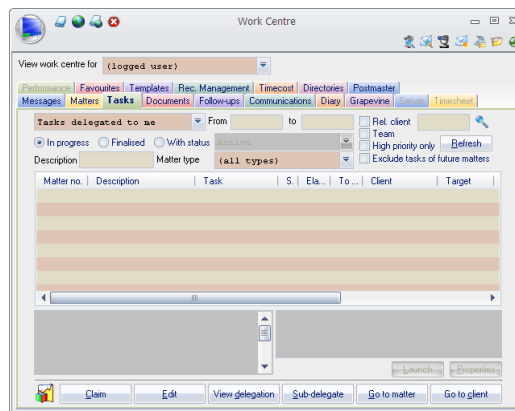 Work Centre
View work centre for (logged user)
Performance Favourites Templates Rec. Management Timecost Directories Postmaster
Messages Matters Tasks Documents Follow-ups Communications Diary Grapevine Server Timesheet
Tasks delegated to me From to Rel. client
Team
In progress Finalised With status Active High priority only Refresh
Description Matter type (all types) Exclude tasks of future matters
Matter no. Description Task S. Ela... To ... Client Target
Launch Properties
Claim Edit View delegation Sub-delegate Go to matter Go to client